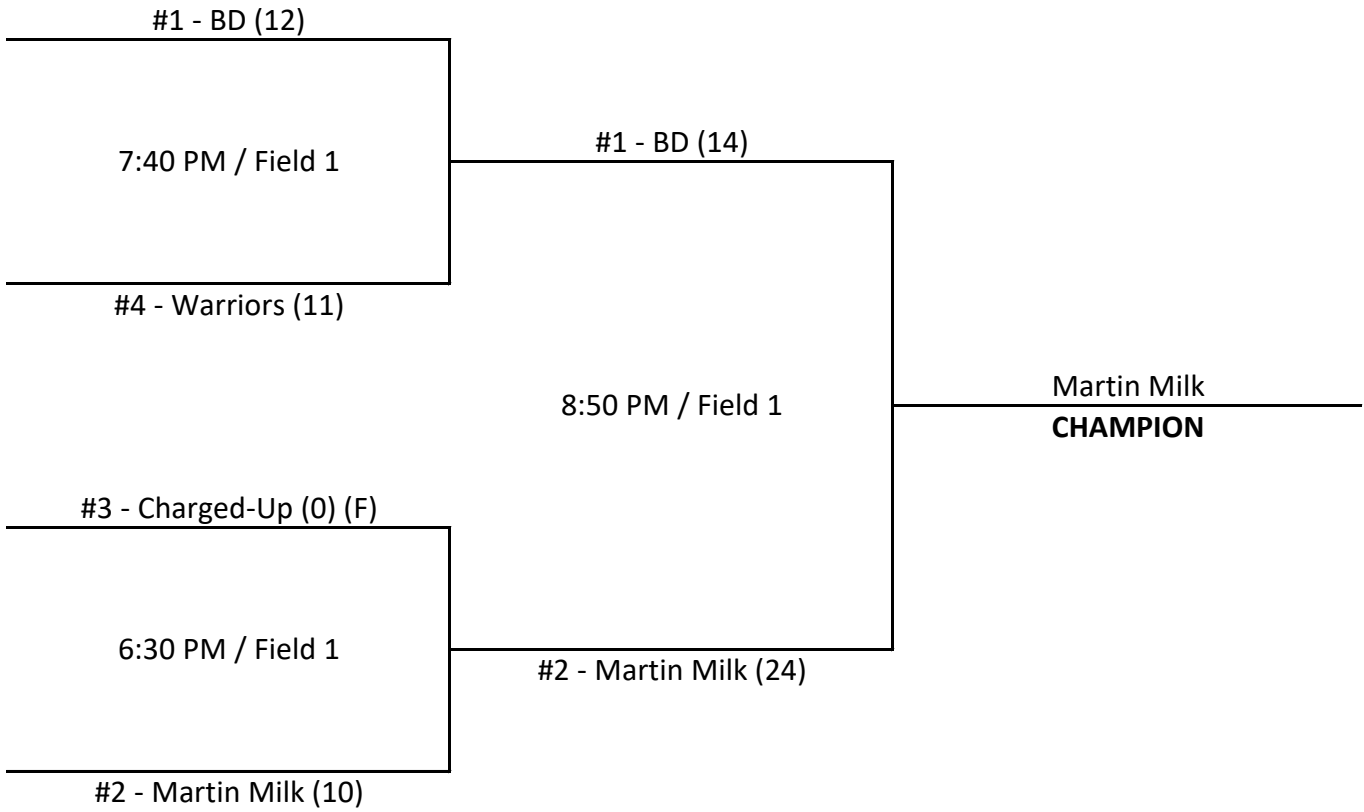 #1 - BD (12)
7:40 PM / Field 1
#4 - Warriors (11)
#1 - BD (14)
8:50 PM / Field 1
Martin Milk
CHAMPION
#3 - Charged-Up (0) (F)
6:30 PM / Field 1
#2 - Martin Milk (24)
#2 - Martin Milk (10)